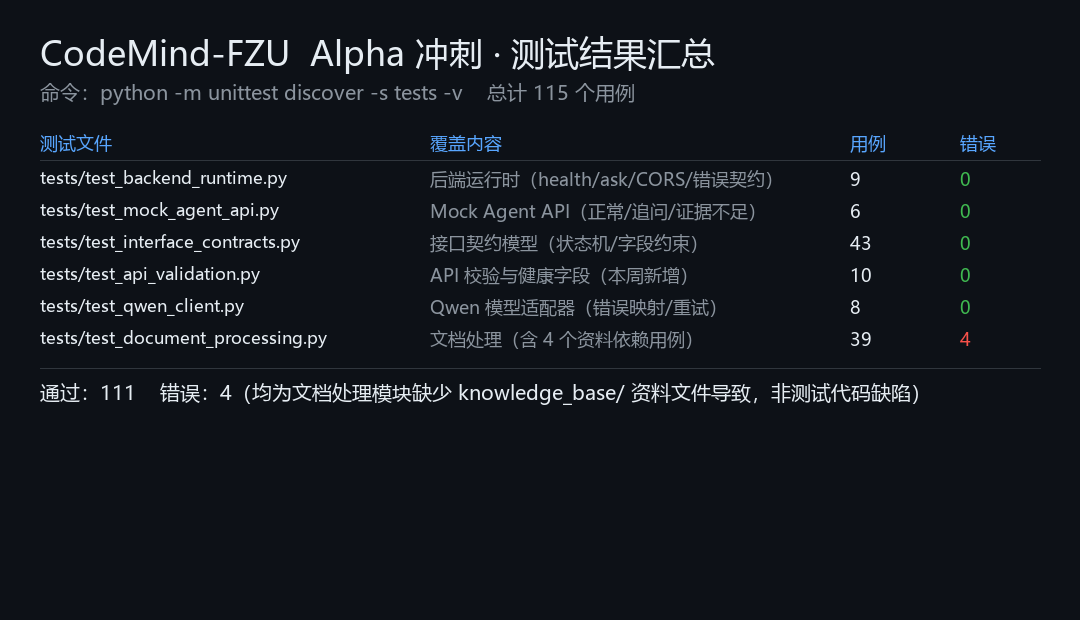 CodeMind-FZU  Alpha 冲刺 · 测试结果汇总
命令：python -m unittest discover -s tests -v    总计 115 个用例
测试文件 覆盖内容 用例 错误
tests/test_backend_runtime.py 后端运行时（health/ask/CORS/错误契约） 9 0
tests/test_mock_agent_api.py Mock Agent API（正常/追问/证据不足） 6 0
tests/test_interface_contracts.py 接口契约模型（状态机/字段约束） 43 0
tests/test_api_validation.py API 校验与健康字段（本周新增） 10 0
tests/test_qwen_client.py Qwen 模型适配器（错误映射/重试） 8 0
tests/test_document_processing.py 文档处理（含 4 个资料依赖用例） 39 4
通过：111    错误：4（均为文档处理模块缺少 knowledge_base/ 资料文件导致，非测试代码缺陷）